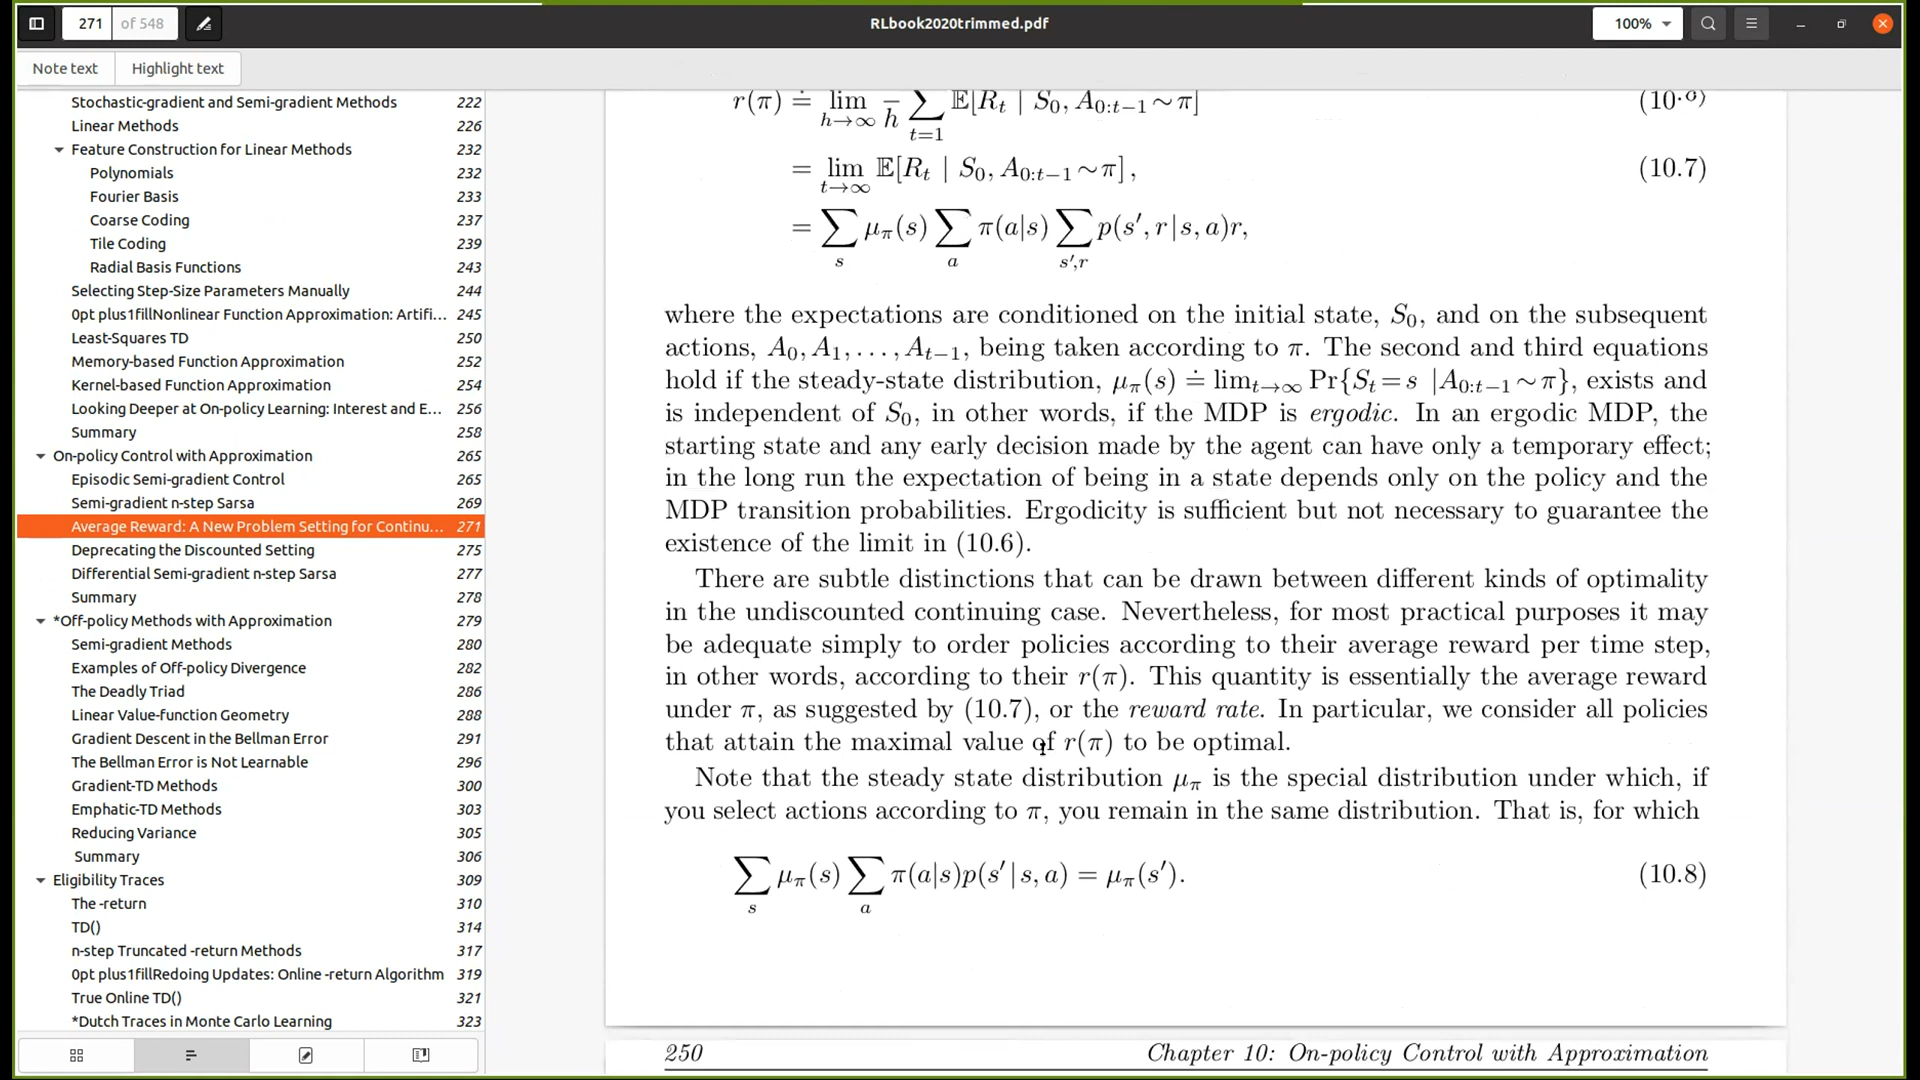 271 of 548
RLbook2020trimmed.pdf
100%
Note text
Highlight text
Stochastic-gradient and Semi-gradient Methods 222
Linear Methods 226
Feature Construction for Linear Methods 232
Polynomials 232
Fourier Basis 233
Coarse Coding 237
Tile Coding 239
Radial Basis Functions 243
Selecting Step-Size Parameters Manually 244
0pt plus1fillNonlinear Function Approximation: Artifi... 245
Least-Squares TD 250
Memory-based Function Approximation 252
Kernel-based Function Approximation 254
Looking Deeper at On-policy Learning: Interest and E... 256
Summary 258
On-policy Control with Approximation 265
Episodic Semi-gradient Control 265
Semi-gradient n-step Sarsa 269
Average Reward: A New Problem Setting for Continu... 271
Deprecating the Discounted Setting 275
Differential Semi-gradient n-step Sarsa 277
Summary 278
*Off-policy Methods with Approximation 279
Semi-gradient Methods 280
Examples of Off-policy Divergence 282
The Deadly Triad 286
Linear Value-function Geometry 288
Gradient Descent in the Bellman Error 291
The Bellman Error is Not Learnable 296
Gradient-TD Methods 300
Emphatic-TD Methods 303
Reducing Variance 305
Summary 306
Eligibility Traces 309
The -return 310
TD() 314
n-step Truncated -return Methods 317
0pt plus1fillRedoing Updates: Online -return Algorithm 319
True Online TD() 321
*Dutch Traces in Monte Carlo Learning 323
r(π) ≐ lim_{h→∞} 1/h ∑_{t=1} 𝔼[R_t | S_0, A_{0:t−1} ∼ π] (10.6)
= lim_{t→∞} 𝔼[R_t | S_0, A_{0:t−1} ∼ π], (10.7)
= ∑_s μ_π(s) ∑_a π(a|s) ∑_{s′,r} p(s′, r|s, a)r,
where the expectations are conditioned on the initial state, S_0, and on the subsequent
actions, A_0, A_1, . . . , A_{t−1}, being taken according to π. The second and third equations
hold if the steady-state distribution, μ_π(s) ≐ lim_{t→∞} Pr{S_t = s |A_{0:t−1} ∼ π}, exists and
is independent of S_0, in other words, if the MDP is ergodic. In an ergodic MDP, the
starting state and any early decision made by the agent can have only a temporary effect;
in the long run the expectation of being in a state depends only on the policy and the
MDP transition probabilities. Ergodicity is sufficient but not necessary to guarantee the
existence of the limit in (10.6).
There are subtle distinctions that can be drawn between different kinds of optimality
in the undiscounted continuing case. Nevertheless, for most practical purposes it may
be adequate simply to order policies according to their average reward per time step,
in other words, according to their r(π). This quantity is essentially the average reward
under π, as suggested by (10.7), or the reward rate. In particular, we consider all policies
that attain the maximal value of r(π) to be optimal.
Note that the steady state distribution μ_π is the special distribution under which, if
you select actions according to π, you remain in the same distribution. That is, for which
∑_s μ_π(s) ∑_a π(a|s)p(s′|s, a) = μ_π(s′). (10.8)
250 Chapter 10: On-policy Control with Approximation